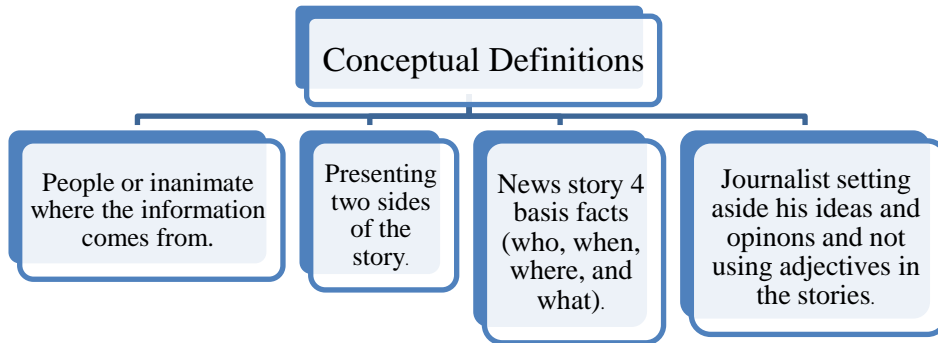 Conceptual Definitions
People or inanimate
where the information
comes from.
Presenting
two sides
of the
story.
News story 4
basis facts
(who, when,
where, and
what).
Journalist setting
aside his ideas and
opinons and not
using adjectives in
the stories.